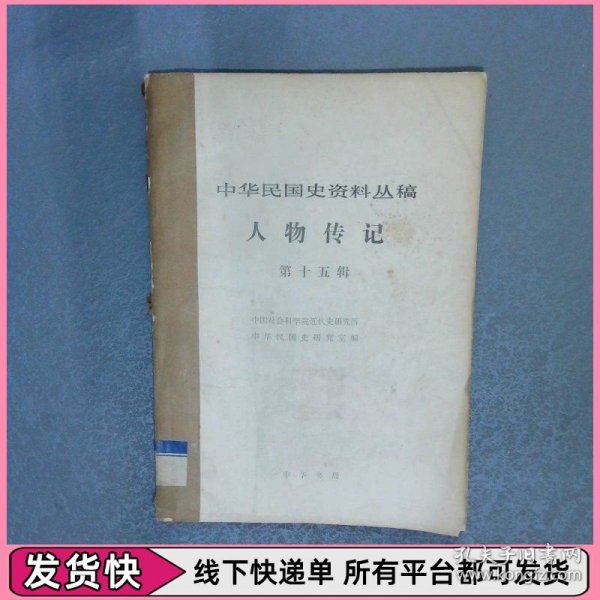 中华民国史资料丛稿
人物传记
第十五辑
中国社会科学院近代史研究所
中华民国史研究室编
中华书局
发货快
线下快递单 所有平台都可发货
孔夫子旧书网
kongfz.com